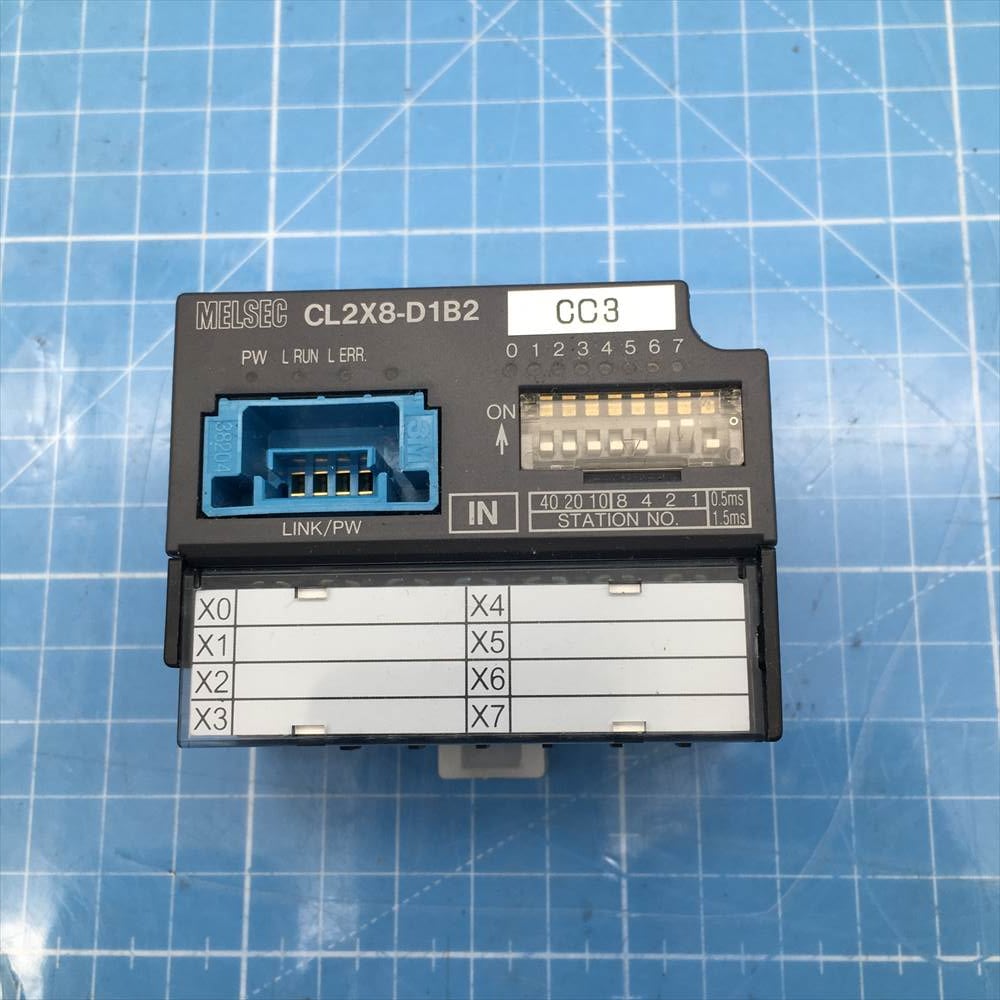 MELSEC CL2X8-D1B2 CC3
PW L RUN L ERR. 0 1 2 3 4 5 6 7
ON
38204
3M
LINK/PW
IN
40 20 10 8 4 2 1 0.5ms
STATION NO. 1.5ms
X0 X4
X1 X5
X2 X6
X3 X7